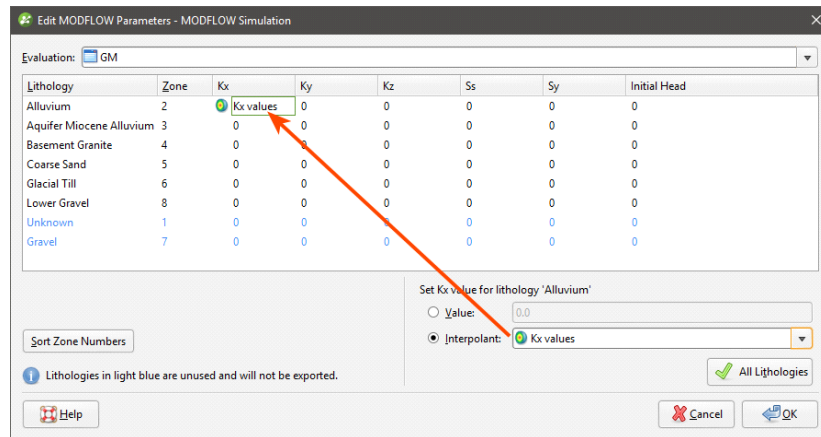 Edit MODFLOW Parameters - MODFLOW Simulation
Evaluation: GM
Lithology Zone Kx Ky Kz Ss Sy Initial Head
Alluvium 2 Kx values 0 0 0 0 0
Aquifer Miocene Alluvium 3 0 0 0 0 0 0
Basement Granite 4 0 0 0 0 0 0
Coarse Sand 5 0 0 0 0 0 0
Glacial Till 6 0 0 0 0 0 0
Lower Gravel 8 0 0 0 0 0 0
Unknown 1 0 0 0 0 0 0
Gravel 7 0 0 0 0 0 0
Set Kx value for lithology 'Alluvium'
Value: 0.0
Interpolant: Kx values
Sort Zone Numbers
All Lithologies
Lithologies in light blue are unused and will not be exported.
Help Cancel OK